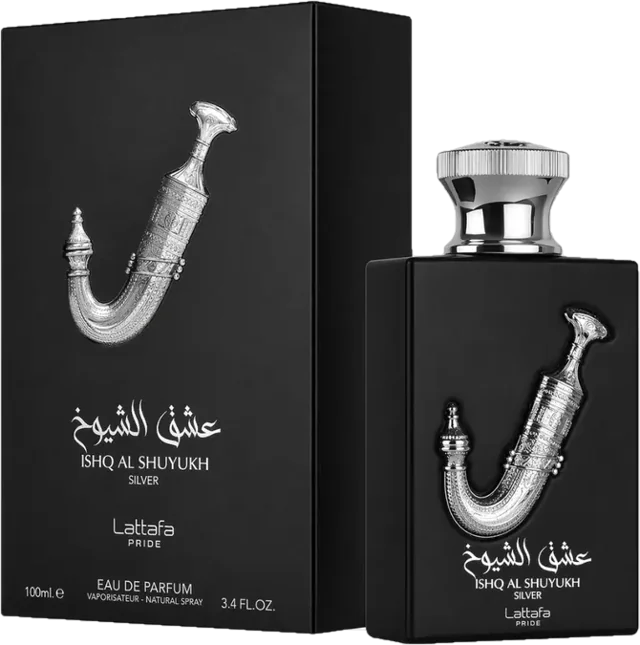 عشق الشيوخ
ISHQ AL SHUYUKH
SILVER
Lattafa
PRIDE
100ml. e
EAU DE PARFUM
VAPORISATEUR - NATURAL SPRAY
3.4 FL.OZ.
عشق الشيوخ
ISHQ AL SHUYUKH
SILVER
Lattafa
PRIDE